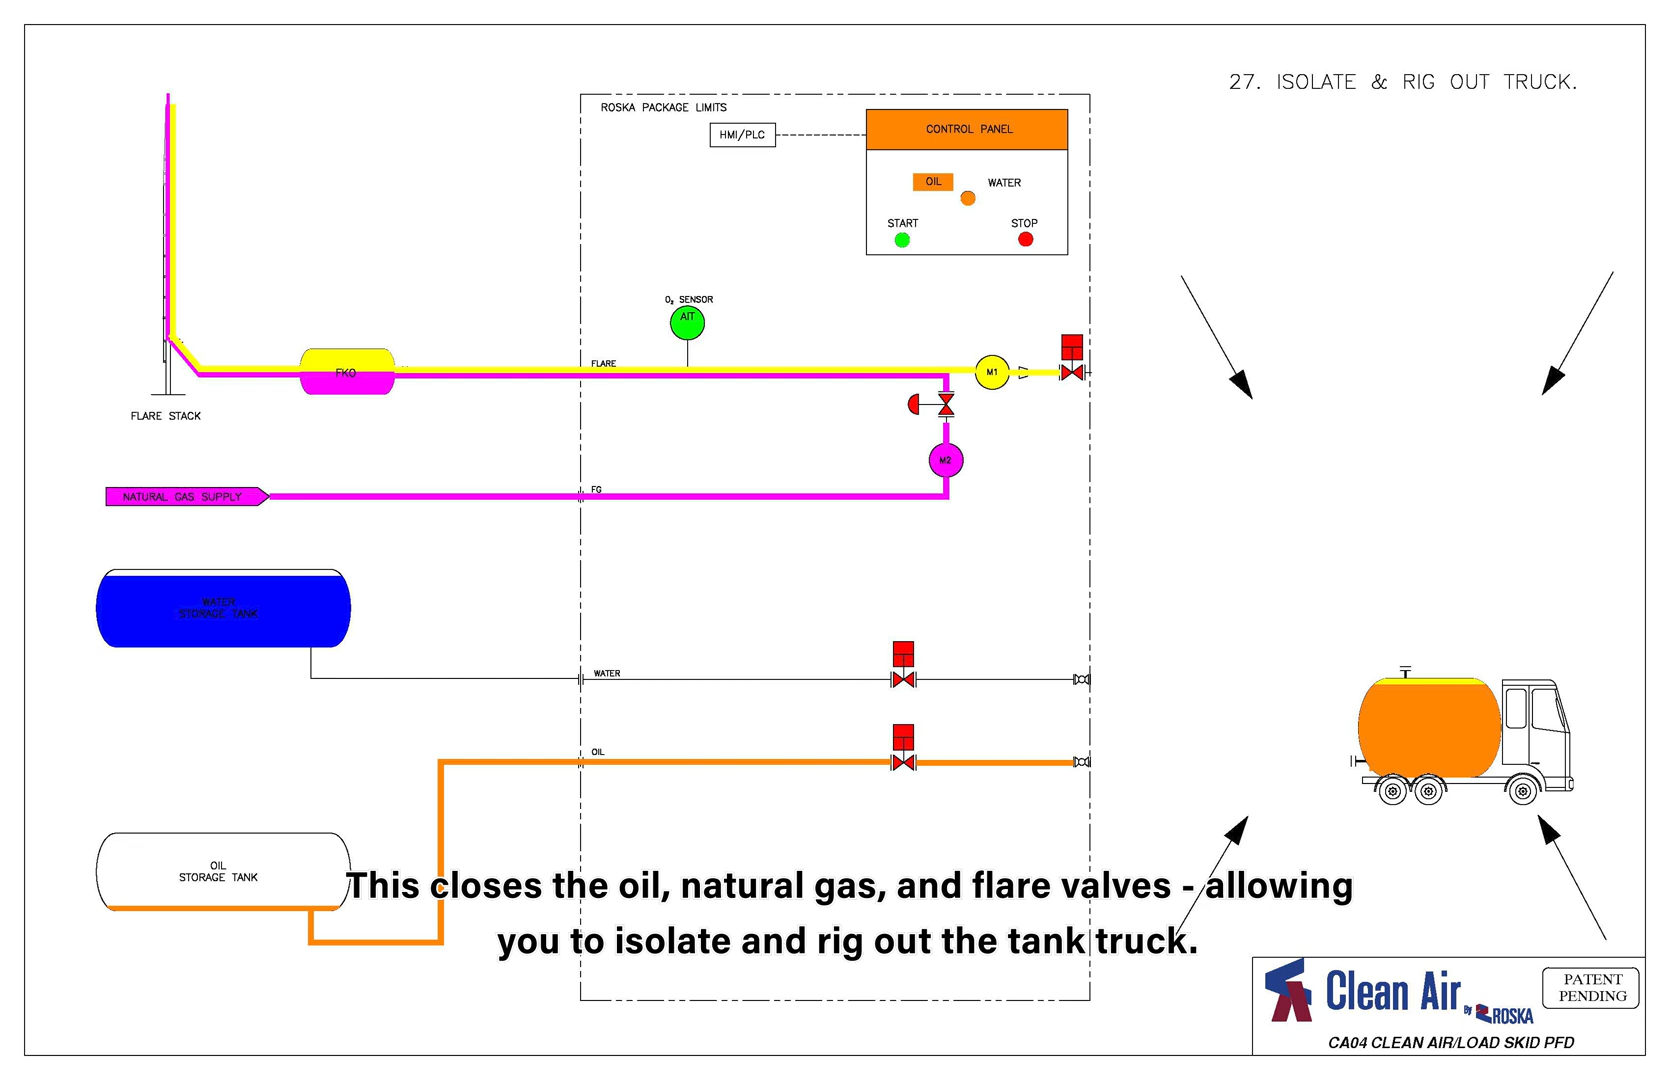 27. ISOLATE & RIG OUT TRUCK.
ROSKA PACKAGE LIMITS
HMI/PLC
CONTROL PANEL
OIL
WATER
START
STOP
O₂ SENSOR
AIT
FLARE
M1
FKO
FLARE STACK
M2
NATURAL GAS SUPPLY
FG
WATER
STORAGE TANK
WATER
OIL
OIL
STORAGE TANK
This closes the oil, natural gas, and flare valves - allowing
you to isolate and rig out the tank truck.
Clean Air
By ROSKA
PATENT
PENDING
CA04 CLEAN AIR/LOAD SKID PFD